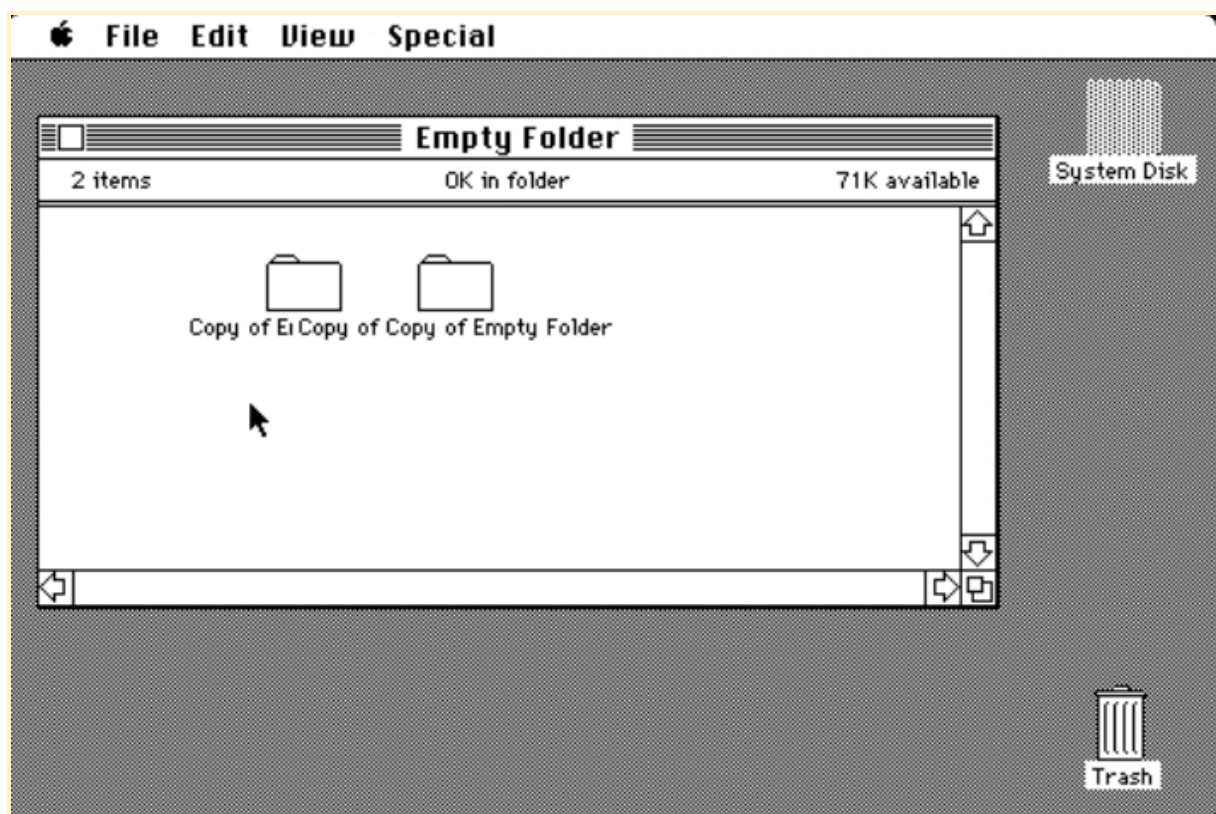 File Edit View Special
Empty Folder
2 items 0K in folder 71K available
System Disk
Copy of E Copy of Copy of Empty Folder
Trash